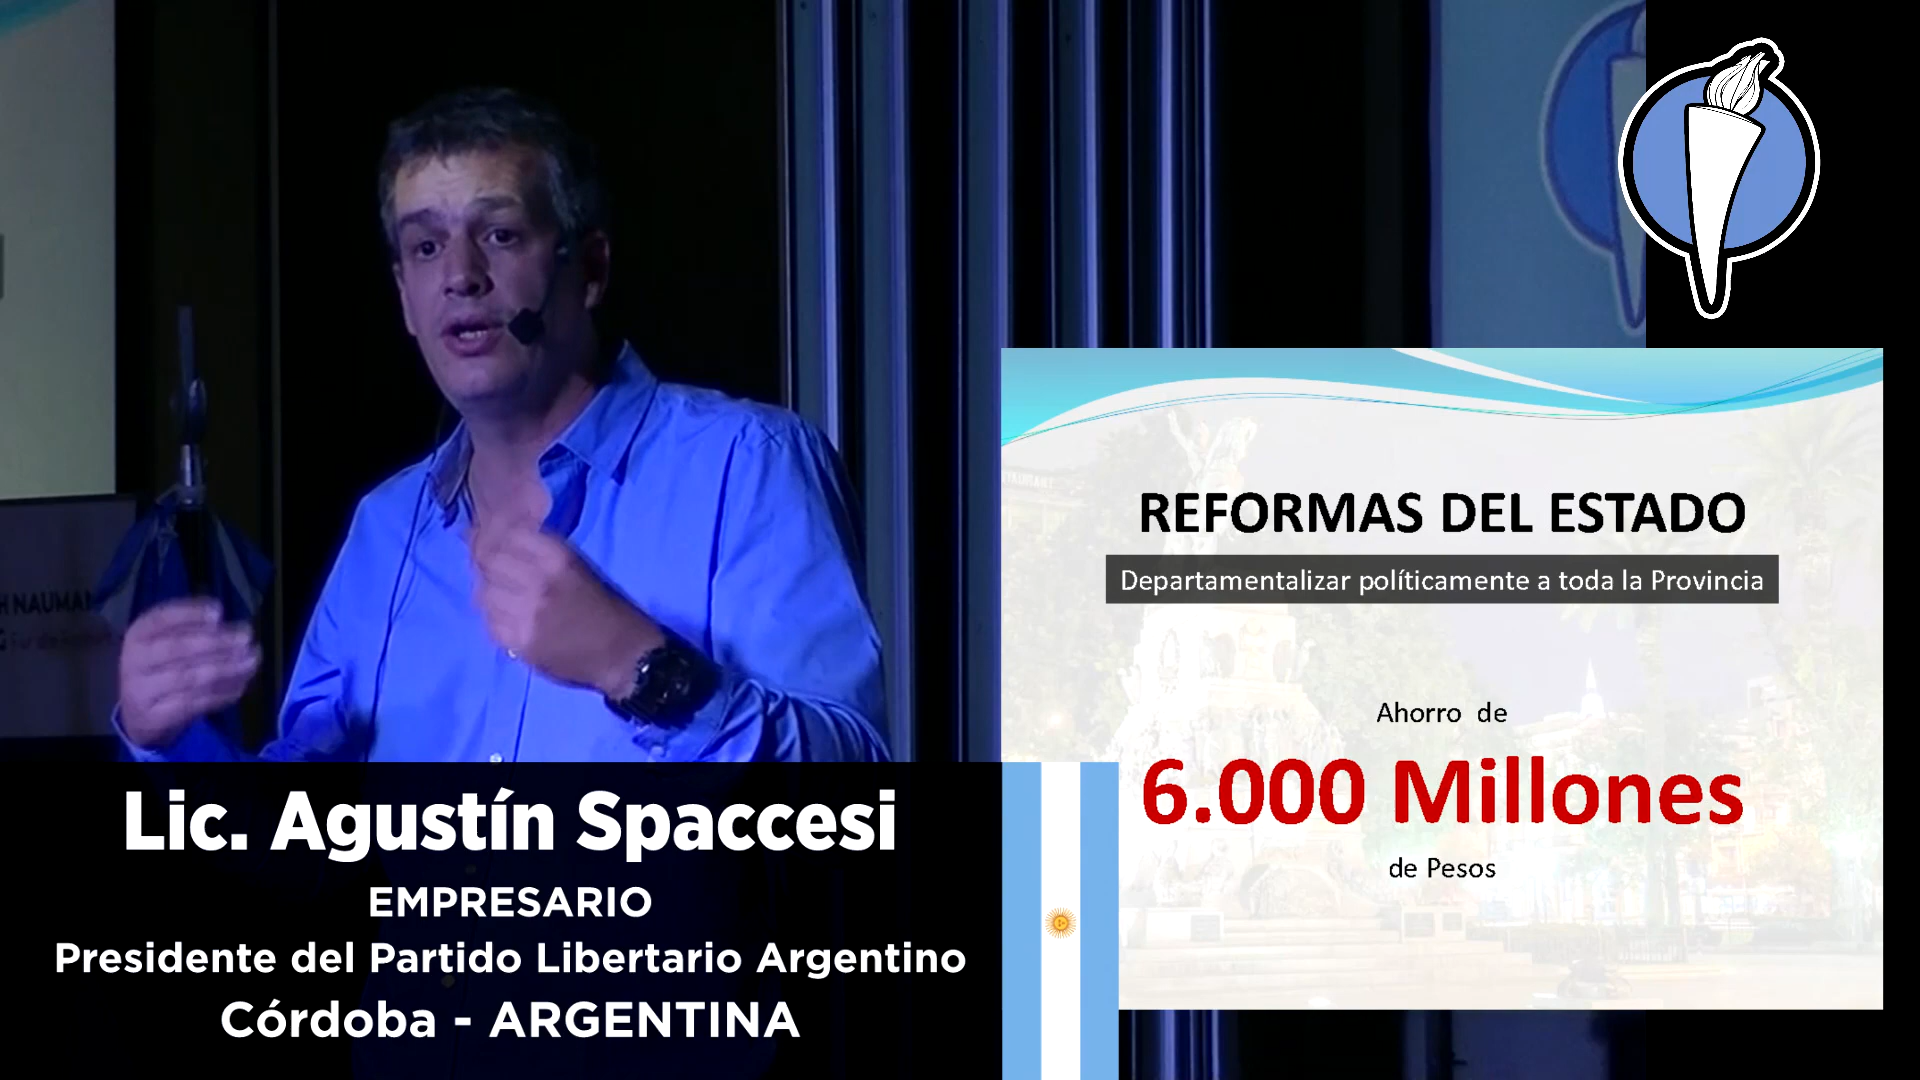 REFORMAS DEL ESTADO
Departamentalizar políticamente a toda la Provincia
Ahorro de
6.000 Millones
de Pesos
Lic. Agustín Spaccesi
EMPRESARIO
Presidente del Partido Libertario Argentino
Córdoba - ARGENTINA